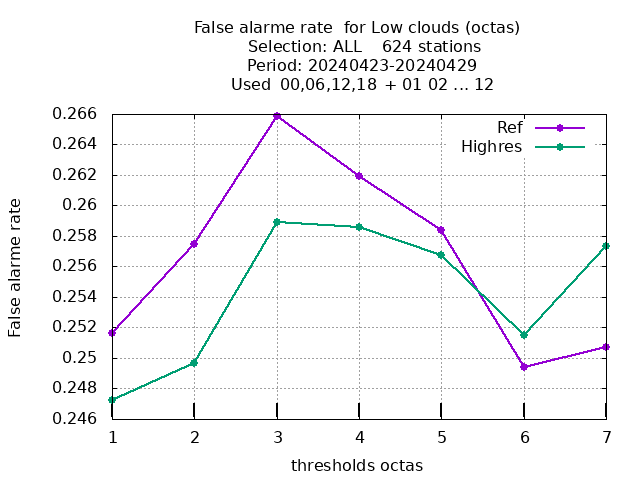 False alarme rate  for Low clouds (octas)
Selection: ALL    624 stations
Period: 20240423-20240429
Used  00,06,12,18  + 01 02 ... 12
Ref
Highres
0.266
0.264
0.262
0.26
0.258
0.256
0.254
0.252
0.25
0.248
0.246
False alarme rate
1 2 3 4 5 6 7
thresholds octas